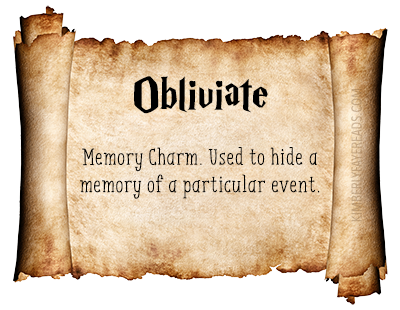 Obliviate
Memory Charm. Used to hide a
memory of a particular event.
KIMBERLYFAYEREADS.COM